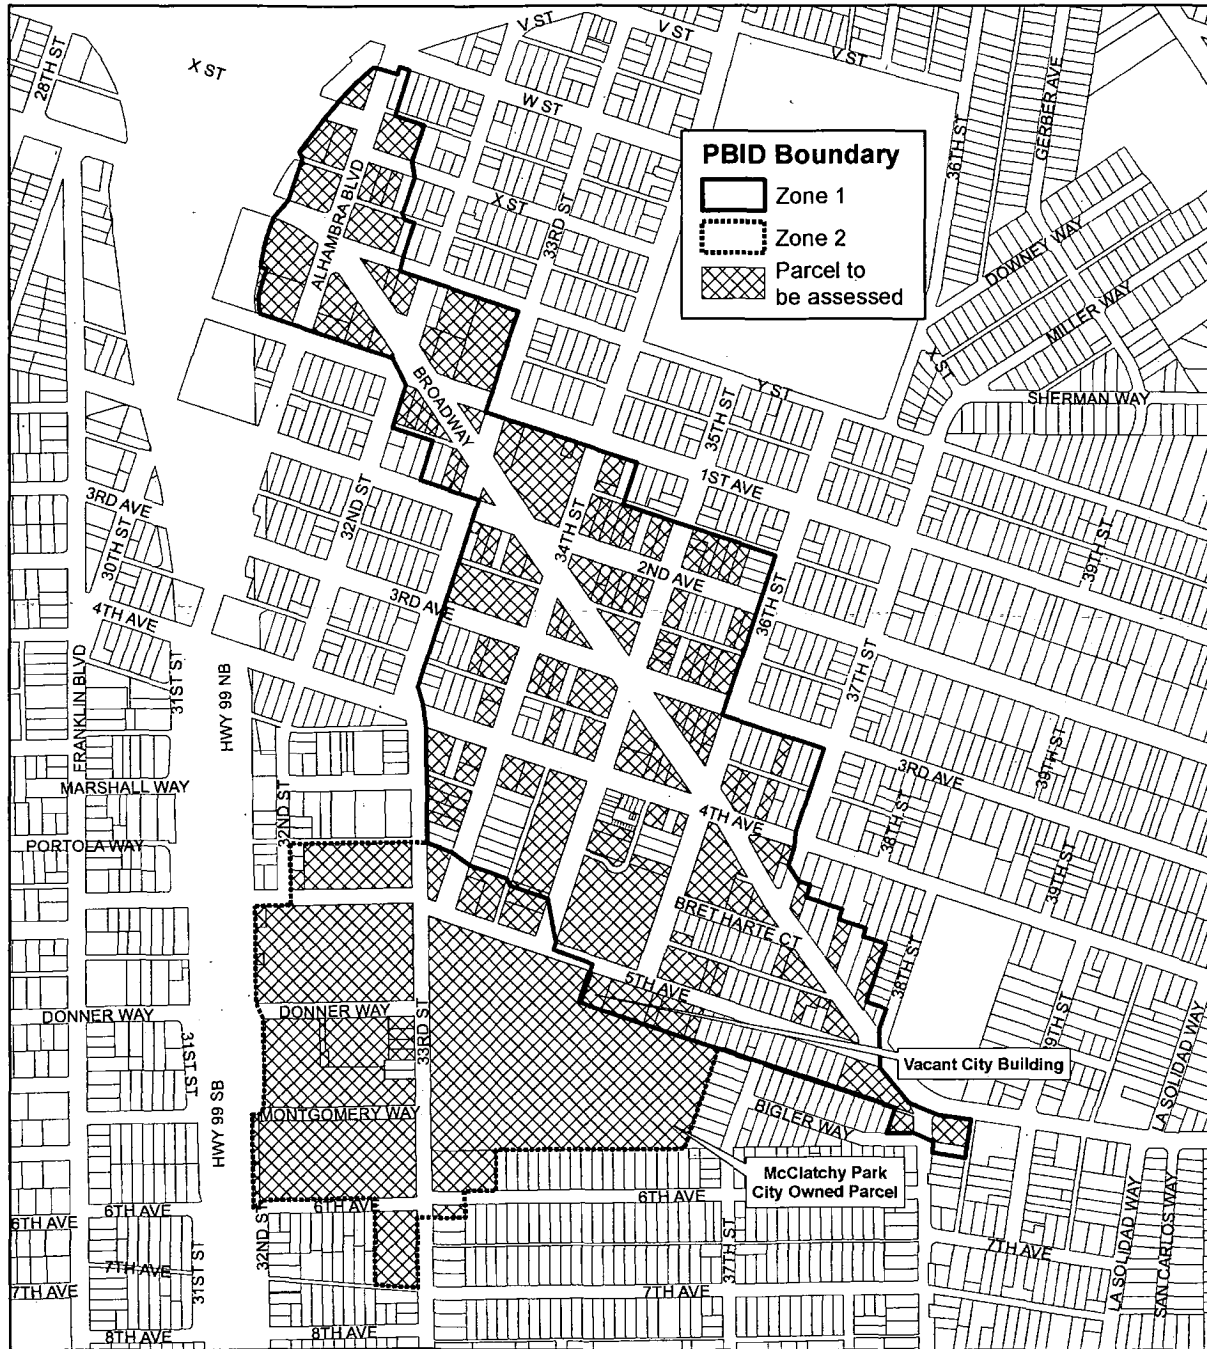 V ST
V ST
V ST
28TH ST
X ST
W ST
GERBER AVE
36TH ST
PBID Boundary
Zone 1
Zone 2
Parcel to
be assessed
ALHAMBRA BLVD
X ST
33RD ST
DOWNEY WAY
MILLER WAY
Y ST
SHERMAN WAY
BROADWAY
Y ST
35TH ST
1ST AVE
3RD AVE
32ND ST
34TH ST
30TH ST
39TH ST
2ND AVE
3RD AVE
36TH ST
4TH AVE
FRANKLIN BLVD
31ST ST
HWY 99 NB
37TH ST
3RD AVE
39TH ST
MARSHALL WAY
32ND ST
4TH AVE
38TH ST
PORTOLA WAY
39TH ST
BRET HARTE CT
38TH ST
5TH AVE
DONNER WAY
DONNER WAY
33RD ST
LA SOLIDAD WAY
31ST ST
Vacant City Building
HWY 99 SB
MONTGOMERY WAY
BIGLER WAY
McClatchy Park
City Owned Parcel
6TH AVE
6TH AVE
6TH AVE
6TH AVE
32ND ST
37TH ST
LA SOLIDAD WAY
SAN CARLOS WAY
7TH AVE
31ST ST
7TH AVE
7TH AVE
7TH AVE
8TH AVE
8TH AVE